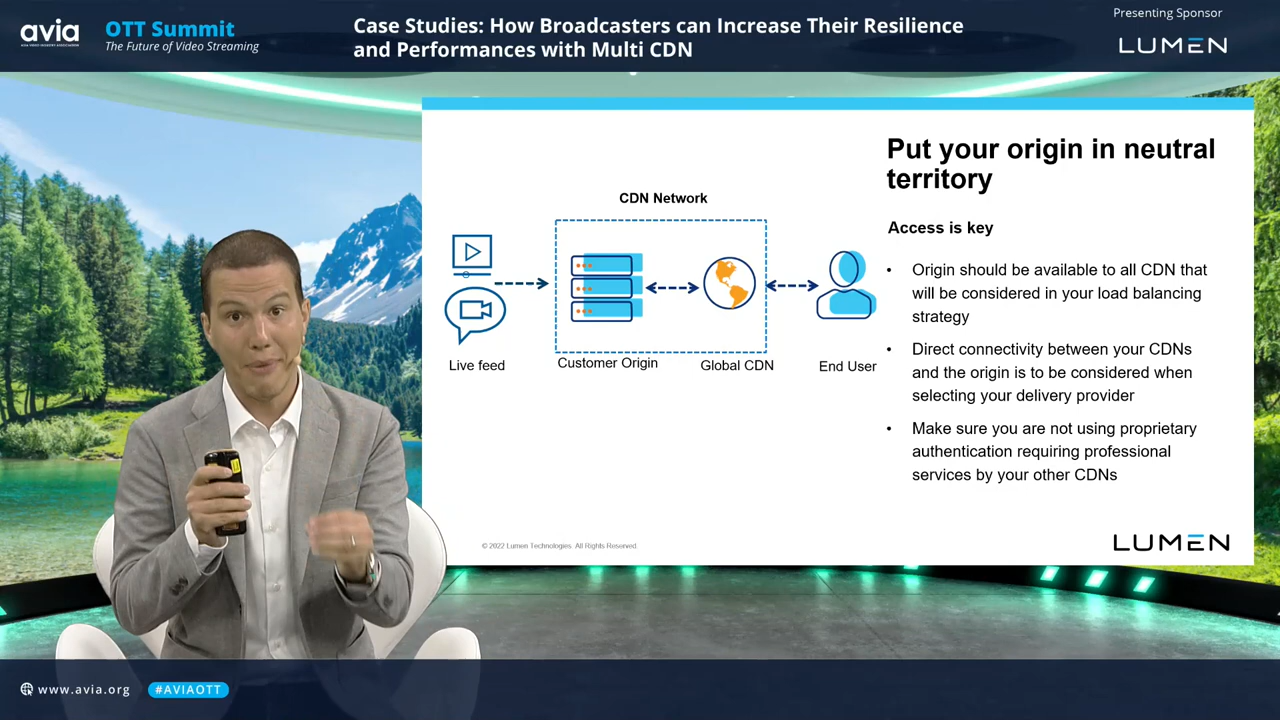 avia
OTT Summit
The Future of Video Streaming
Case Studies: How Broadcasters can Increase Their Resilience
and Performances with Multi CDN
Presenting Sponsor
LUMEN
Put your origin in neutral
territory
CDN Network
Access is key
• Origin should be available to all CDN that
will be considered in your load balancing
strategy
• Direct connectivity between your CDNs
and the origin is to be considered when
selecting your delivery provider
• Make sure you are not using proprietary
authentication requiring professional
services by your other CDNs
Live feed
Customer Origin
Global CDN
End User
© 2022 Lumen Technologies. All Rights Reserved.
LUMEN
www.avia.org
#AVIAOTT